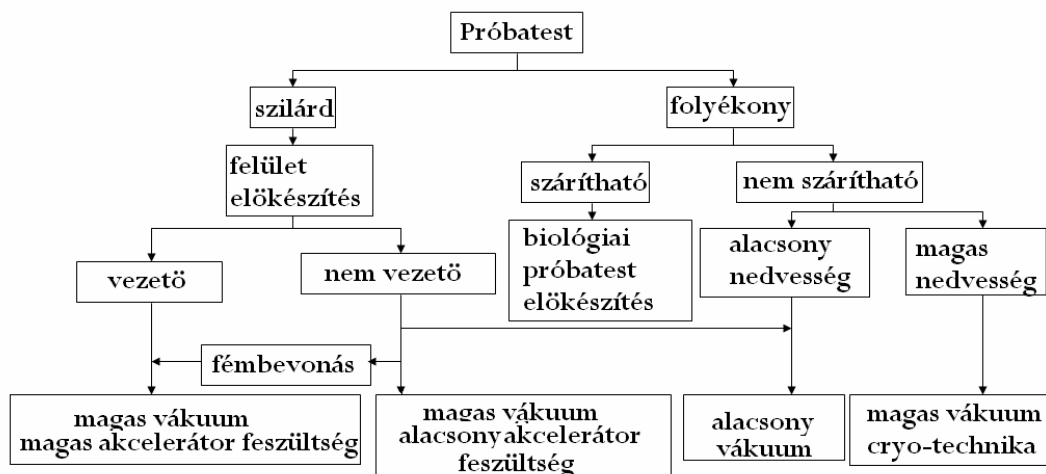 Próbatest
szilárd
folyékony
felület
elökészítés
szárítható
nem szárítható
vezetö
nem vezetö
biológiai
próbatest
elökészítés
alacsony
nedvesség
magas
nedvesség
fémbevonás
magas vákuum
magas akcelerátor feszültség
magas vákuum
alacsony akcelerátor
feszültség
alacsony
vákuum
magas vákuum
cryo-technika